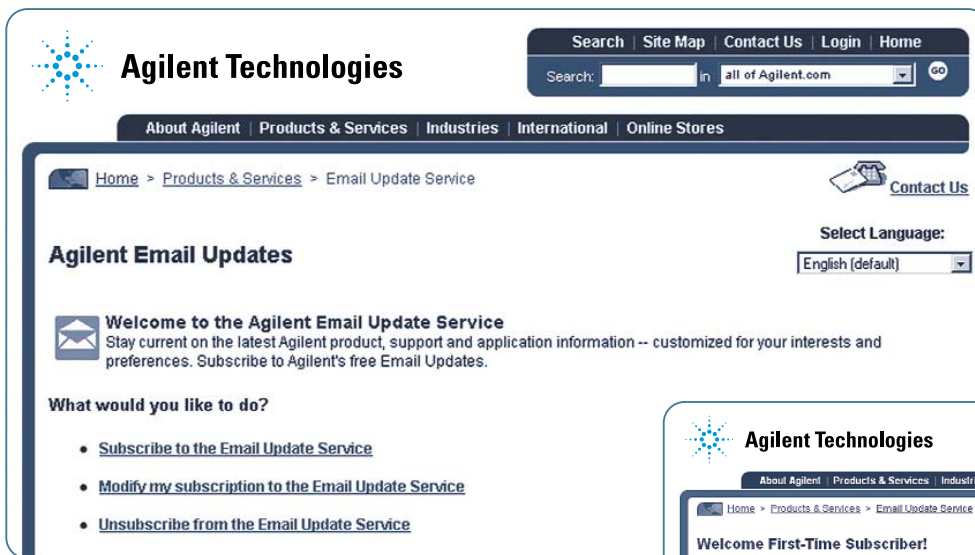 Agilent Technologies
Search | Site Map | Contact Us | Login | Home
Search: in all of Agilent.com GO
About Agilent | Products & Services | Industries | International | Online Stores
Home > Products & Services > Email Update Service
Contact Us
Select Language:
English (default)
Agilent Email Updates
Welcome to the Agilent Email Update Service
Stay current on the latest Agilent product, support and application information -- customized for your interests and
preferences. Subscribe to Agilent's free Email Updates.
What would you like to do?
• Subscribe to the Email Update Service
• Modify my subscription to the Email Update Service
• Unsubscribe from the Email Update Service
Agilent Technologies
About Agilent | Products & Services | Industri
Home > Products & Services > Email Update Service
Welcome First-Time Subscriber!